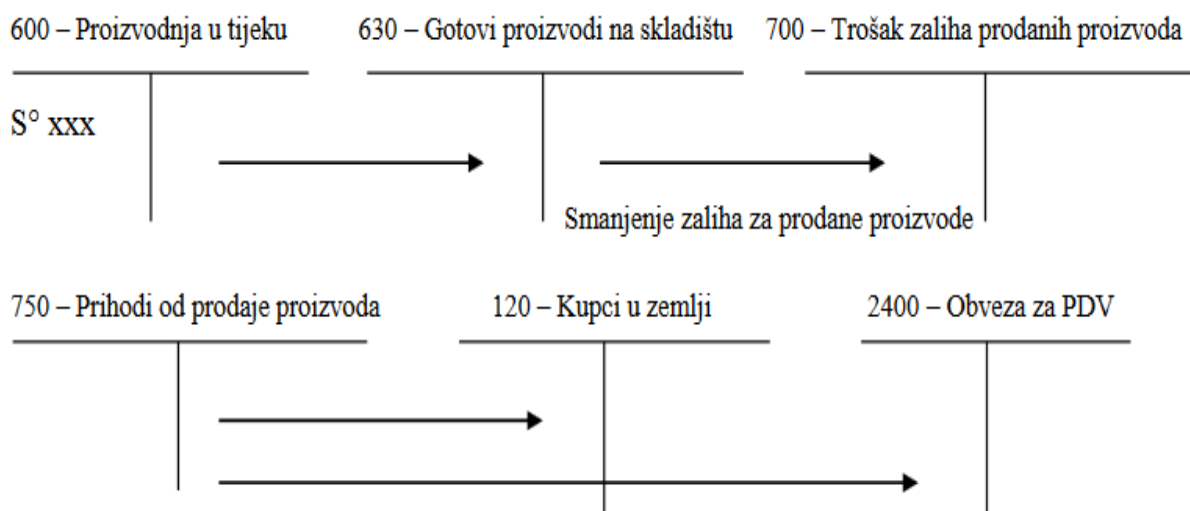 600 – Proizvodnja u tijeku
630 – Gotovi proizvodi na skladištu
700 – Trošak zaliha prodanih proizvoda
S° xxx
Smanjenje zaliha za prodane proizvode
750 – Prihodi od prodaje proizvoda
120 – Kupci u zemlji
2400 – Obveza za PDV